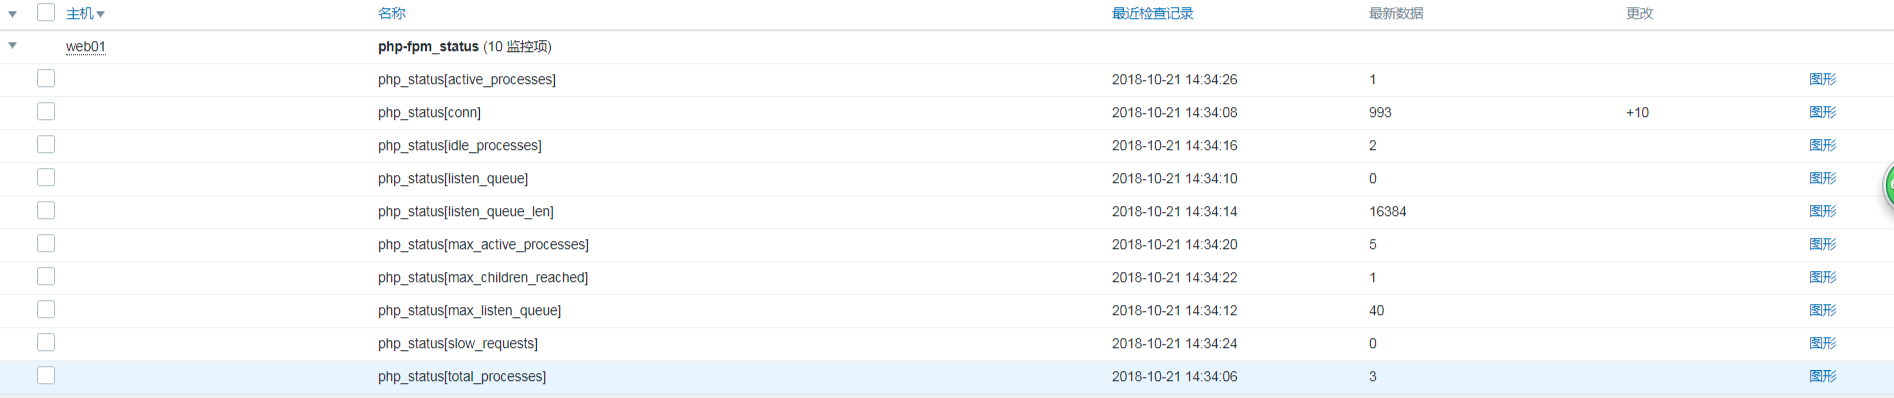 主机 名称 最近检查记录 最新数据 更改
web01 php-fpm_status (10 监控项)
php_status[active_processes] 2018-10-21 14:34:26 1 图形
php_status[conn] 2018-10-21 14:34:08 993 +10 图形
php_status[idle_processes] 2018-10-21 14:34:16 2 图形
php_status[listen_queue] 2018-10-21 14:34:10 0 图形
php_status[listen_queue_len] 2018-10-21 14:34:14 16384 图形
php_status[max_active_processes] 2018-10-21 14:34:20 5 图形
php_status[max_children_reached] 2018-10-21 14:34:22 1 图形
php_status[max_listen_queue] 2018-10-21 14:34:12 40 图形
php_status[slow_requests] 2018-10-21 14:34:24 0 图形
php_status[total_processes] 2018-10-21 14:34:06 3 图形